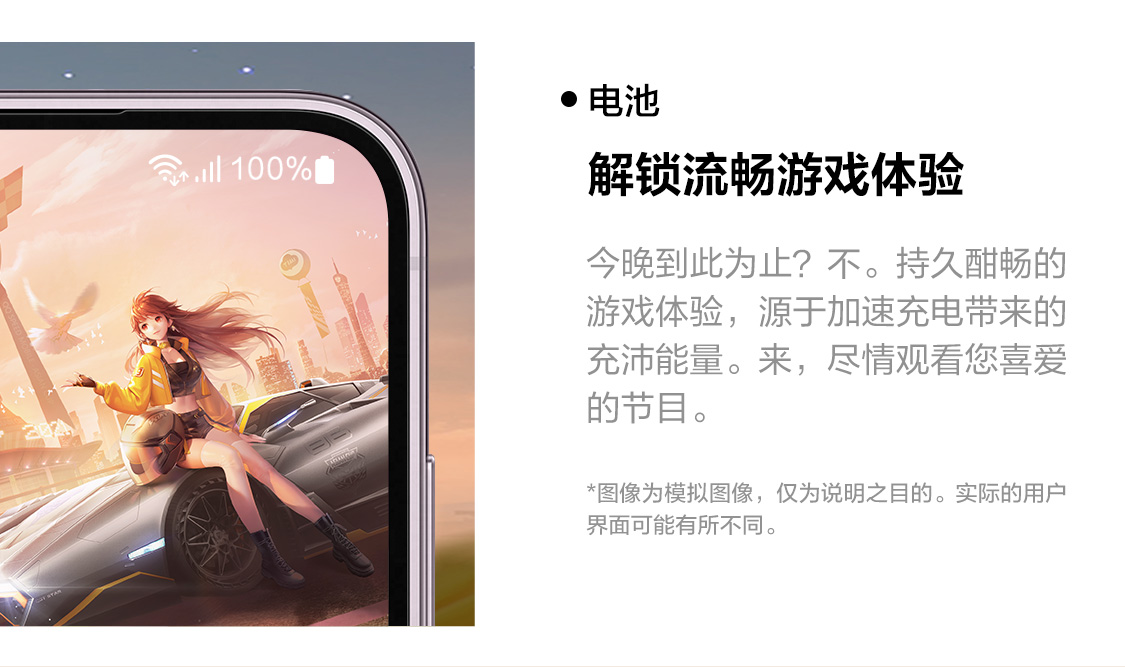 100%
电池
解锁流畅游戏体验
今晚到此为止？不。持久酣畅的
游戏体验，源于加速充电带来的
充沛能量。来，尽情观看您喜爱
的节目。
*图像为模拟图像，仅为说明之目的。实际的用户
界面可能有所不同。